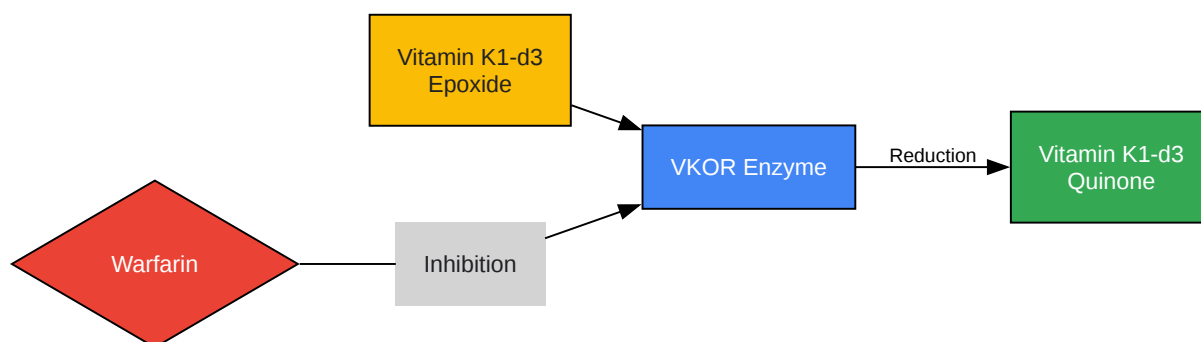 Vitamin K1-d3
Epoxide
VKOR Enzyme
Reduction
Vitamin K1-d3
Quinone
Warfarin
Inhibition